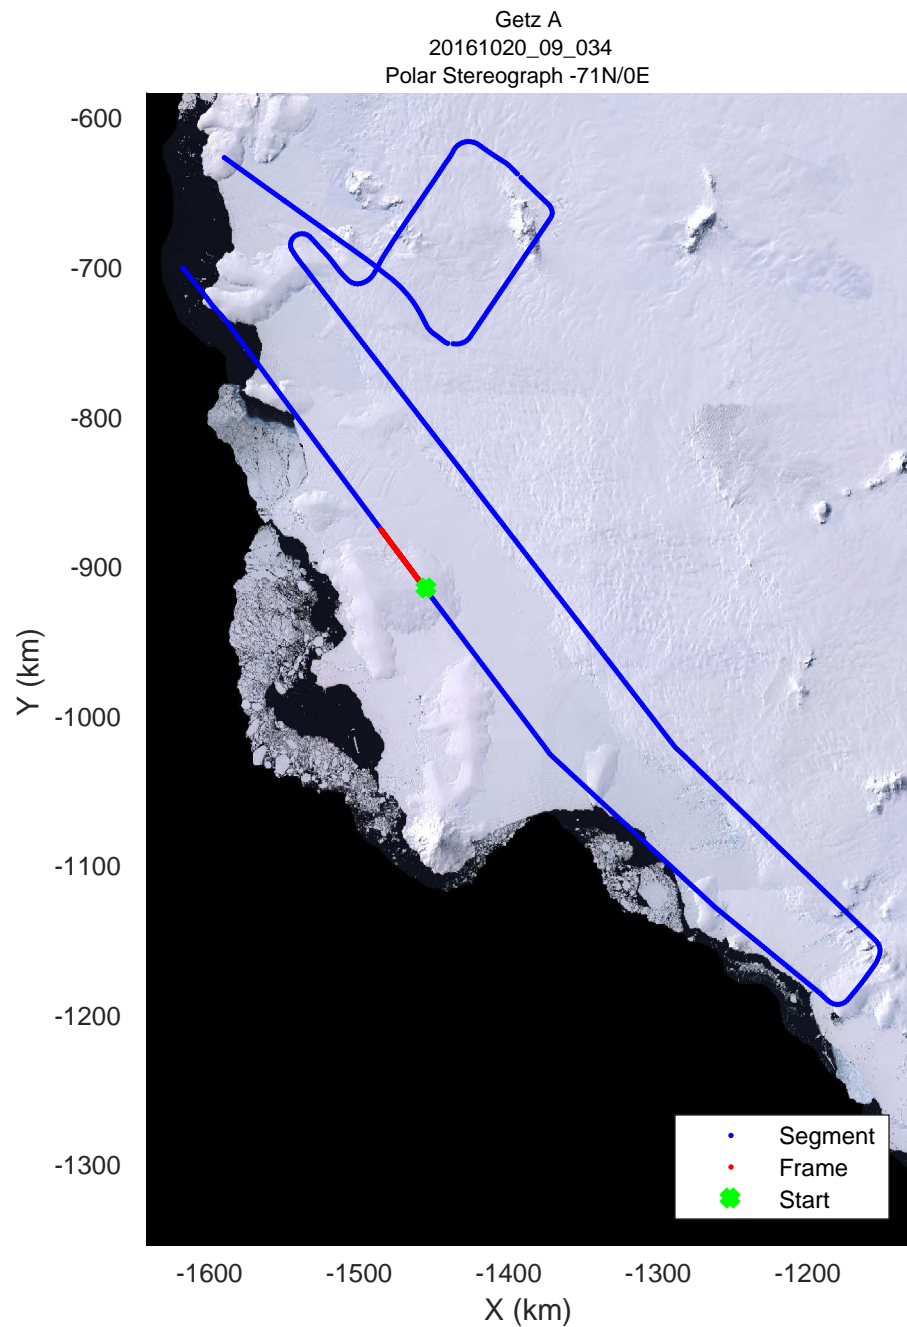 Getz A
20161020_09_034
Polar Stereograph -71N/0E
-600
-700
-800
-900
-1000
-1100
-1200
-1300
Y (km)
-1600
-1500
-1400
-1300
-1200
X (km)
Segment
Frame
Start